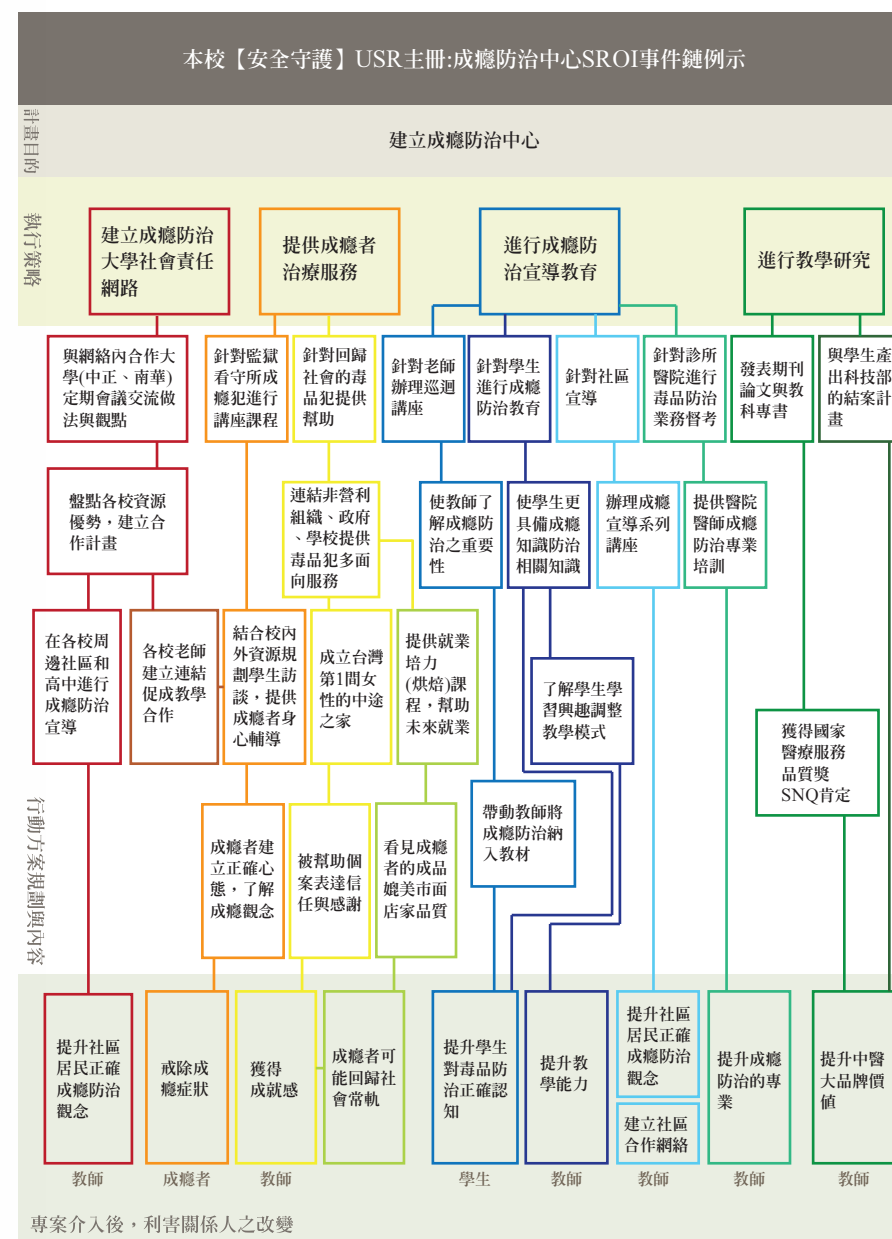 本校【安全守護】USR主冊:成癮防治中心SROI事件鏈例示
計畫目的
建立成癮防治中心
執行策略
建立成癮防治
大學社會責任
網路
提供成癮者
治療服務
進行成癮防
治宣導教育
進行教學研究
與網絡內合作大
學(中正、南華)
定期會議交流做
法與觀點
針對監獄
看守所成
癮犯進行
講座課程
針對回歸
社會的毒
品犯提供
幫助
針對老師
辦理巡迴
講座
針對學生
進行成癮
防治教育
針對社區
宣導
針對診所
醫院進行
毒品防治
業務督考
發表期刊
論文與教
科專書
與學生產
出科技部
的結案計
畫
盤點各校資源
優勢，建立合
作計畫
連結非營利
組織、政府
、學校提供
毒品犯多面
向服務
使教師了
解成癮防
治之重要
性
使學生更
具備成癮
知識防治
相關知識
辦理成癮
宣導系列
講座
提供醫院
醫師成癮
防治專業
培訓
在各校周
邊社區和
高中進行
成癮防治
宣導
各校老師
建立連結
促成教學
合作
結合校內
外資源規
劃學生訪
談，提供
成癮者身
心輔導
成立台灣
第1間女
性的中途
之家
提供就業
培力
(烘焙)課
程，幫助
未來就業
了解學生學
習興趣調整
教學模式
獲得國家
醫療服務
品質獎
SNQ肯定
行動方案規劃與內容
成癮者建
立正確心
態，了解
成癮觀念
被幫助個
案表達信
任與感謝
看見成癮
者的成品
媲美市面
店家品質
帶動教師將
成癮防治納
入教材
提升社區
居民正確
成癮防治
觀念
戒除成
癮症狀
獲得
成就感
成癮者可
能回歸社
會常軌
提升學生
對毒品防
治正確認
知
提升教
學能力
提升社區
居民正確
成癮防治
觀念
建立社區
合作網絡
提升成癮
防治的專
業
提升中醫
大品牌價
值
教師
成癮者
教師
學生
教師
教師
教師
教師
專案介入後，利害關係人之改變